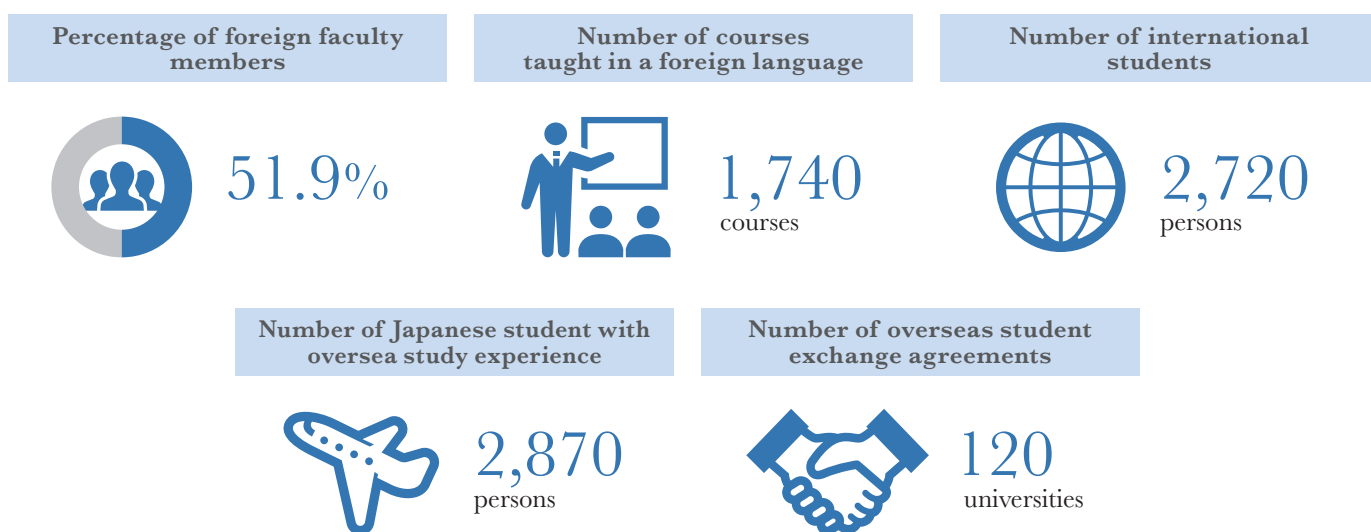 Percentage of foreign faculty
members
51.9%
Number of courses
taught in a foreign language
1,740
courses
Number of international
students
2,720
persons
Number of Japanese student with
oversea study experience
2,870
persons
Number of overseas student
exchange agreements
120
universities